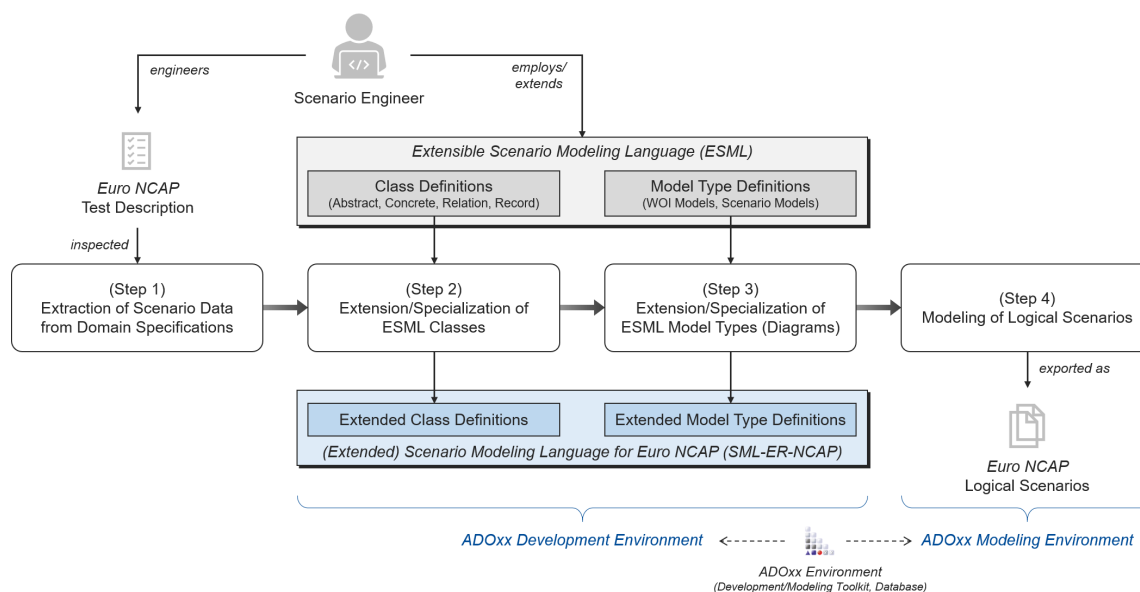 engineers
employs/
extends
</>
Scenario Engineer
Extensible Scenario Modeling Language (ESML)
Class Definitions
(Abstract, Concrete, Relation, Record)
Model Type Definitions
(WOI Models, Scenario Models)
Euro NCAP
Test Description
inspected
(Step 1)
Extraction of Scenario Data
from Domain Specifications
(Step 2)
Extension/Specialization of
ESML Classes
(Step 3)
Extension/Specialization of
ESML Model Types (Diagrams)
(Step 4)
Modeling of Logical Scenarios
exported as
Extended Class Definitions
Extended Model Type Definitions
(Extended) Scenario Modeling Language for Euro NCAP (SML-ER-NCAP)
Euro NCAP
Logical Scenarios
ADOxx Development Environment
ADOxx Modeling Environment
ADOxx Environment
(Development/Modeling Toolkit, Database)